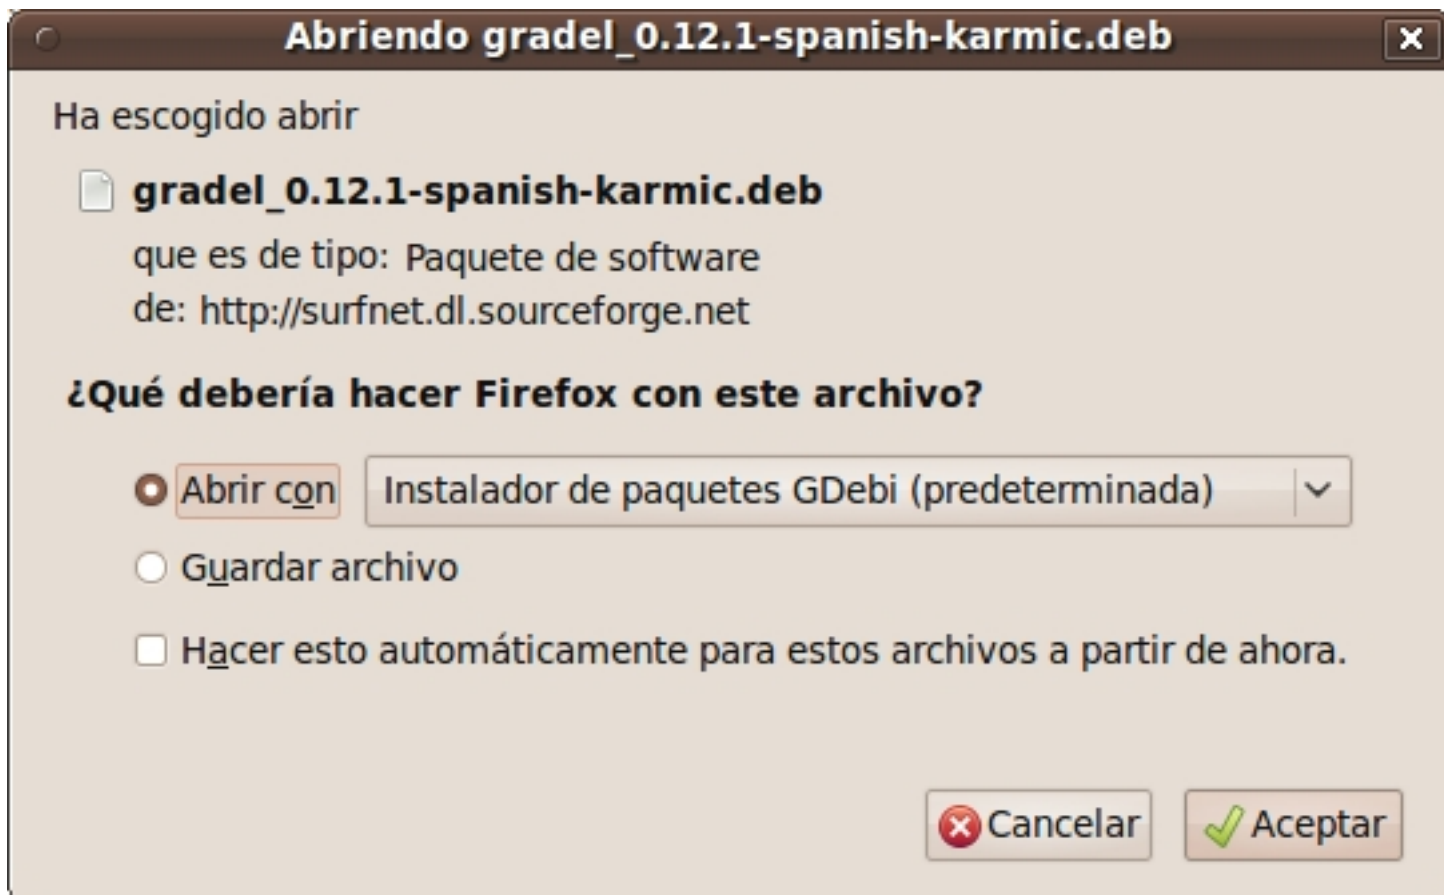 Abriendo gradel_0.12.1-spanish-karmic.deb
Ha escogido abrir
gradel_0.12.1-spanish-karmic.deb
que es de tipo: Paquete de software
de: http://surfnet.dl.sourceforge.net
¿Qué debería hacer Firefox con este archivo?
Abrir con Instalador de paquetes GDebi (predeterminada)
Guardar archivo
Hacer esto automáticamente para estos archivos a partir de ahora.
Cancelar Aceptar